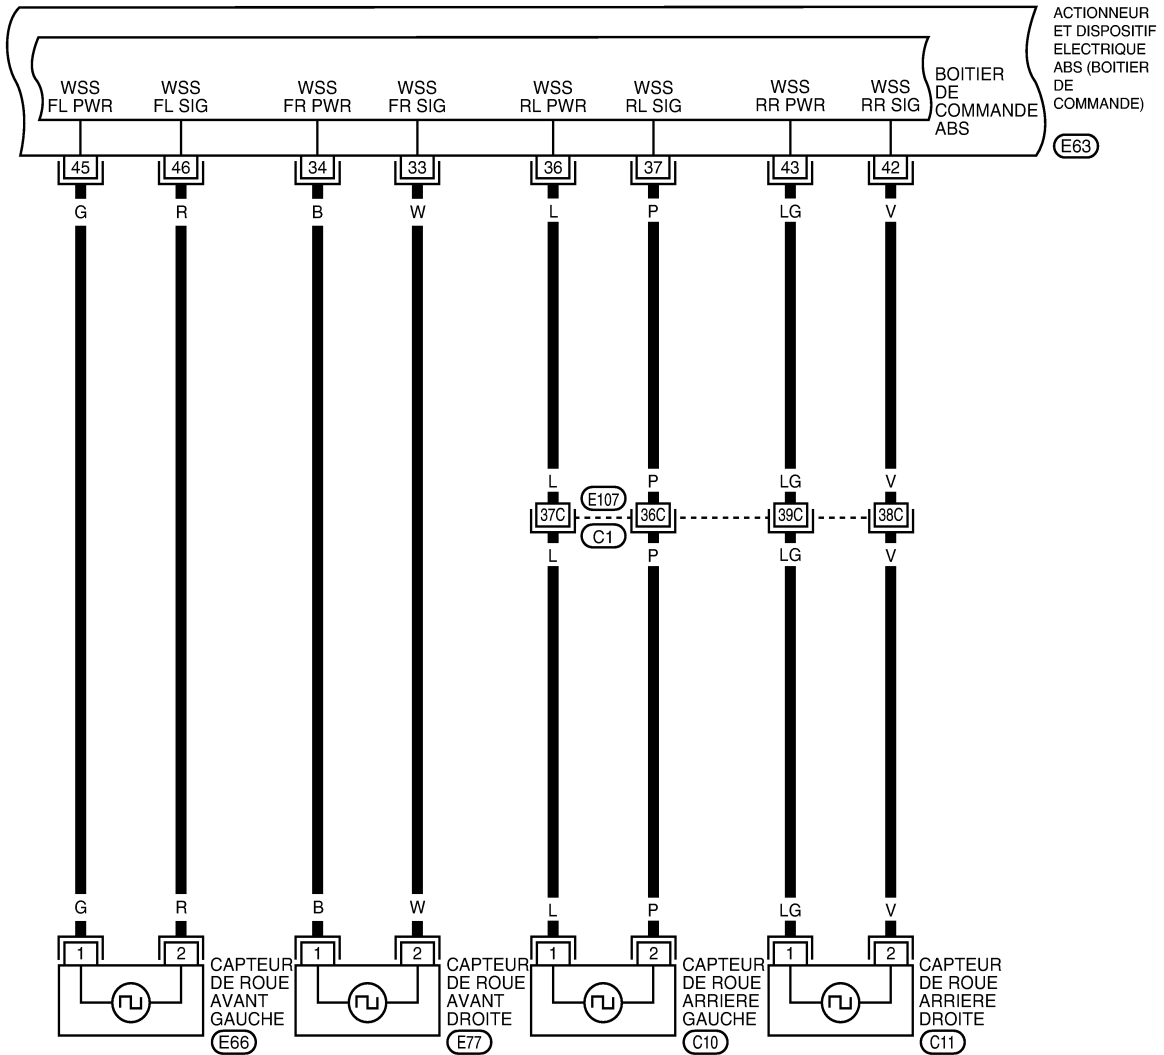 ACTIONNEUR
ET DISPOSITIF
ELECTRIQUE
ABS (BOITIER
DE
COMMANDE)
E63
BOITIER
DE
COMMANDE
ABS
WSS
FL PWR
WSS
FL SIG
WSS
FR PWR
WSS
FR SIG
WSS
RL PWR
WSS
RL SIG
WSS
RR PWR
WSS
RR SIG
45 46 34 33 36 37 43 42
G R B W L P LG V
L P LG V
E107
37C 36C 39C 38C
C1
L P LG V
G R B W L P LG V
1 2 1 2 1 2 1 2
CAPTEUR
DE ROUE
AVANT
GAUCHE
E66
CAPTEUR
DE ROUE
AVANT
DROITE
E77
CAPTEUR
DE ROUE
ARRIERE
GAUCHE
C10
CAPTEUR
DE ROUE
ARRIERE
DROITE
C11